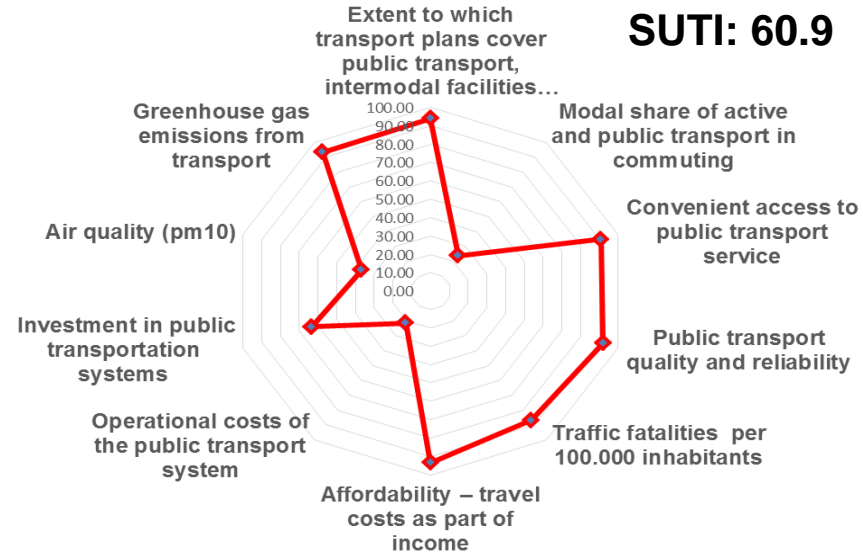 Extent to which
transport plans cover
public transport,
intermodal facilities…
SUTI: 60.9
Modal share of active
and public transport in
commuting
Convenient access to
public transport
service
Public transport
quality and reliability
Traffic fatalities  per
100.000 inhabitants
Affordability – travel
costs as part of
income
Operational costs of
the public transport
system
Investment in public
transportation
systems
Air quality (pm10)
Greenhouse gas
emissions from
transport
100.00
90.00
80.00
70.00
60.00
50.00
40.00
30.00
20.00
10.00
0.00